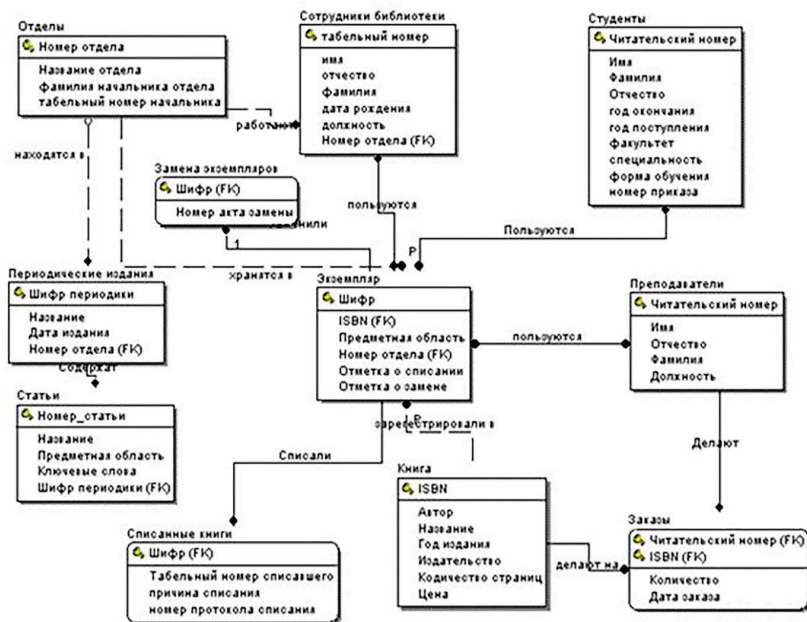 Отделы
Номер отдела
Название отдела
фамилия начальника отдела
табельный номер начальника
Сотрудники библиотеки
табельный номер
имя
отчество
фамилия
дата рождения
должность
Номер отдела (FK)
Студенты
Читательский номер
Имя
Фамилия
Отчество
год окончания
год поступления
факультет
специальность
форма обучения
номер приказа
работают
находятся в
Замена экземпляров
Шифр (FK)
Номер акта замены
пользуются
Пользуются
P
1
хранятся в
Периодические издания
Шифр периодики
Название
Дата издания
Номер отдела (FK)
Содержат
Экземпляр
Шифр
ISBN (FK)
Предметная область
Номер отдела (FK)
Отметка о списании
Отметка о замене
пользуются
Преподаватели
Читательский номер
Имя
Отчество
Фамилия
Должность
Статьи
Номер_статьи
Название
Предметная область
Ключевые слова
Шифр периодики (FK)
P
зарегестрировали в
Списали
Делают
Книга
ISBN
Автор
Название
Год издания
Издательство
Кодичество страниц
Цена
делают на
Списанные книги
Шифр (FK)
Табельный номер списавшего
причина списания
номер протокола списания
Заказы
Читательский номер (FK)
ISBN (FK)
Количество
Дата заказа